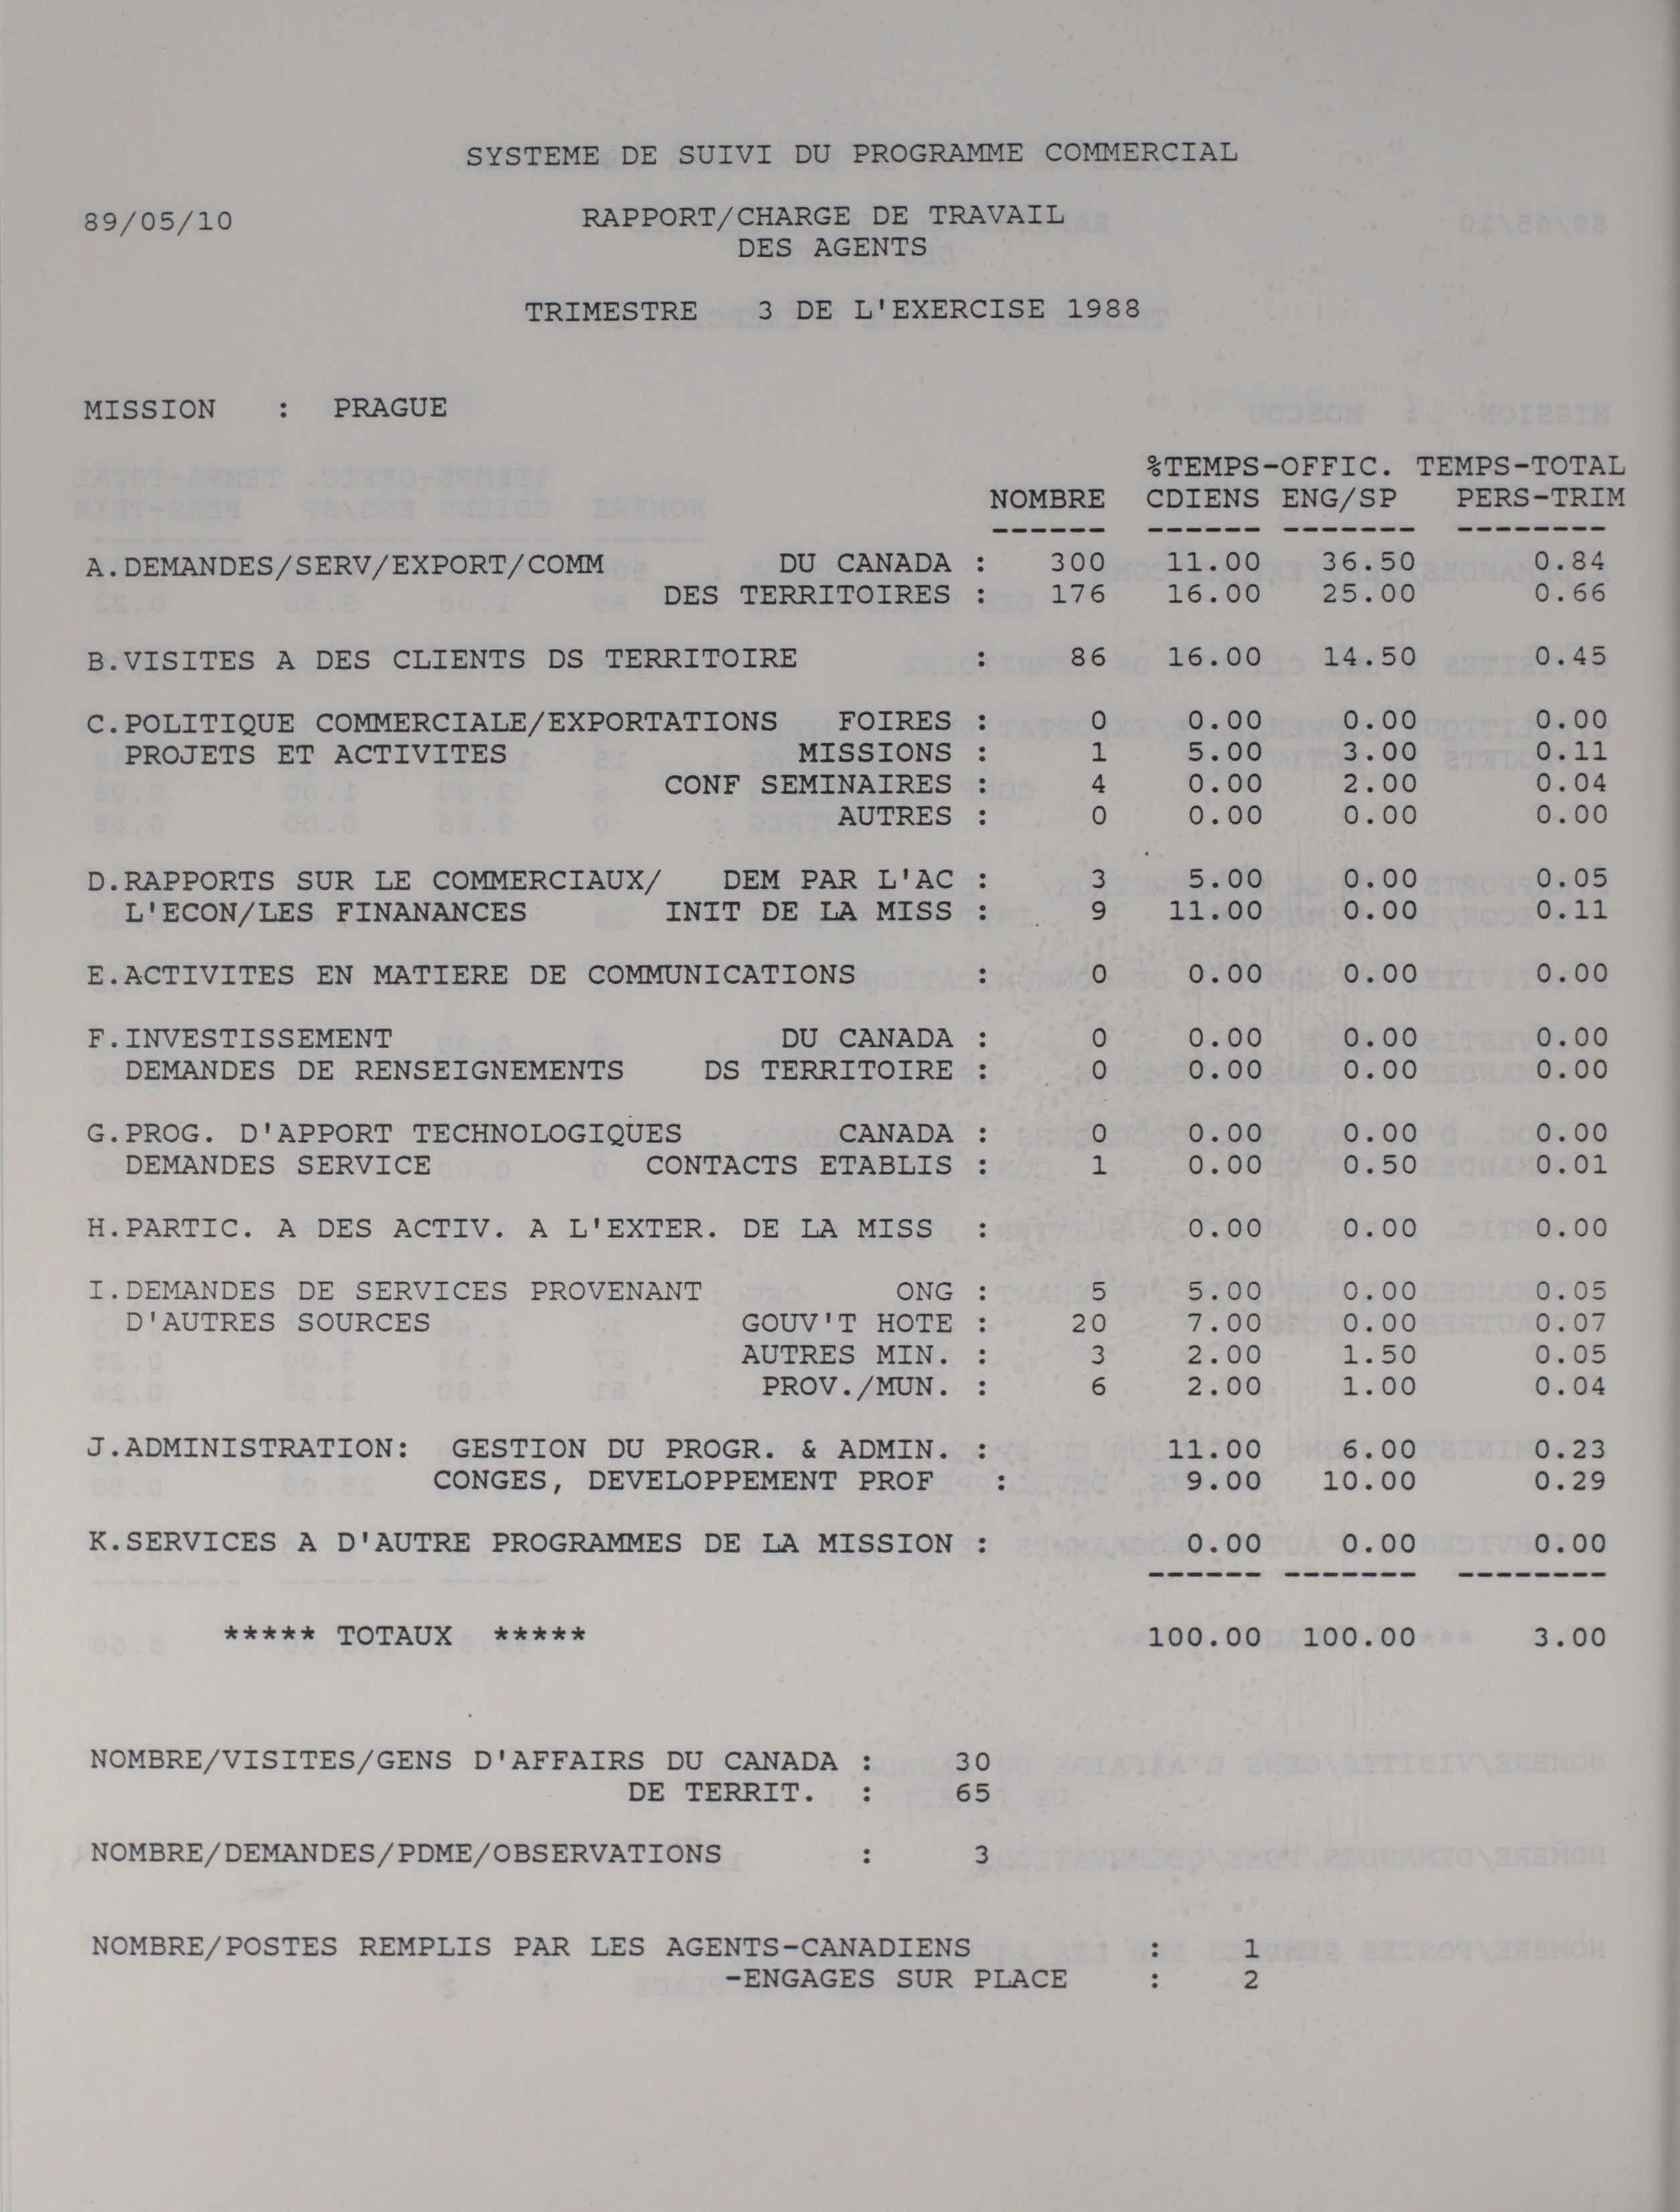 SYSTEME DE SUIVI DU PROGRAMME COMMERCIAL
89/05/10 RAPPORT/CHARGE DE TRAVAIL
DES AGENTS
TRIMESTRE 3 DE L'EXERCISE 1988
MISSION : PRAGUE
%TEMPS-OFFIC. TEMPS-TOTAL
NOMBRE CDIENS ENG/SP PERS-TRIM
------ ------ ------- --------
A.DEMANDES/SERV/EXPORT/COMM DU CANADA : 300 11.00 36.50 0.84
DES TERRITOIRES : 176 16.00 25.00 0.66
B.VISITES A DES CLIENTS DS TERRITOIRE : 86 16.00 14.50 0.45
C.POLITIQUE COMMERCIALE/EXPORTATIONS FOIRES : 0 0.00 0.00 0.00
PROJETS ET ACTIVITES MISSIONS : 1 5.00 3.00 0.11
CONF SEMINAIRES : 4 0.00 2.00 0.04
AUTRES : 0 0.00 0.00 0.00
D.RAPPORTS SUR LE COMMERCIAUX/ DEM PAR L'AC : 3 5.00 0.00 0.05
L'ECON/LES FINANANCES INIT DE LA MISS : 9 11.00 0.00 0.11
E.ACTIVITES EN MATIERE DE COMMUNICATIONS : 0 0.00 0.00 0.00
F.INVESTISSEMENT DU CANADA : 0 0.00 0.00 0.00
DEMANDES DE RENSEIGNEMENTS DS TERRITOIRE : 0 0.00 0.00 0.00
G.PROG. D'APPORT TECHNOLOGIQUES CANADA : 0 0.00 0.00 0.00
DEMANDES SERVICE CONTACTS ETABLIS : 1 0.00 0.50 0.01
H.PARTIC. A DES ACTIV. A L'EXTER. DE LA MISS : 0.00 0.00 0.00
I.DEMANDES DE SERVICES PROVENANT ONG : 5 5.00 0.00 0.05
D'AUTRES SOURCES GOUV'T HOTE : 20 7.00 0.00 0.07
AUTRES MIN. : 3 2.00 1.50 0.05
PROV./MUN. : 6 2.00 1.00 0.04
J.ADMINISTRATION: GESTION DU PROGR. & ADMIN. : 11.00 6.00 0.23
CONGES, DEVELOPPEMENT PROF : 9.00 10.00 0.29
K.SERVICES A D'AUTRE PROGRAMMES DE LA MISSION : 0.00 0.00 0.00
------ ------- --------
***** TOTAUX ***** 100.00 100.00 3.00
NOMBRE/VISITES/GENS D'AFFAIRS DU CANADA : 30
DE TERRIT. : 65
NOMBRE/DEMANDES/PDME/OBSERVATIONS : 3
NOMBRE/POSTES REMPLIS PAR LES AGENTS-CANADIENS : 1
-ENGAGES SUR PLACE : 2